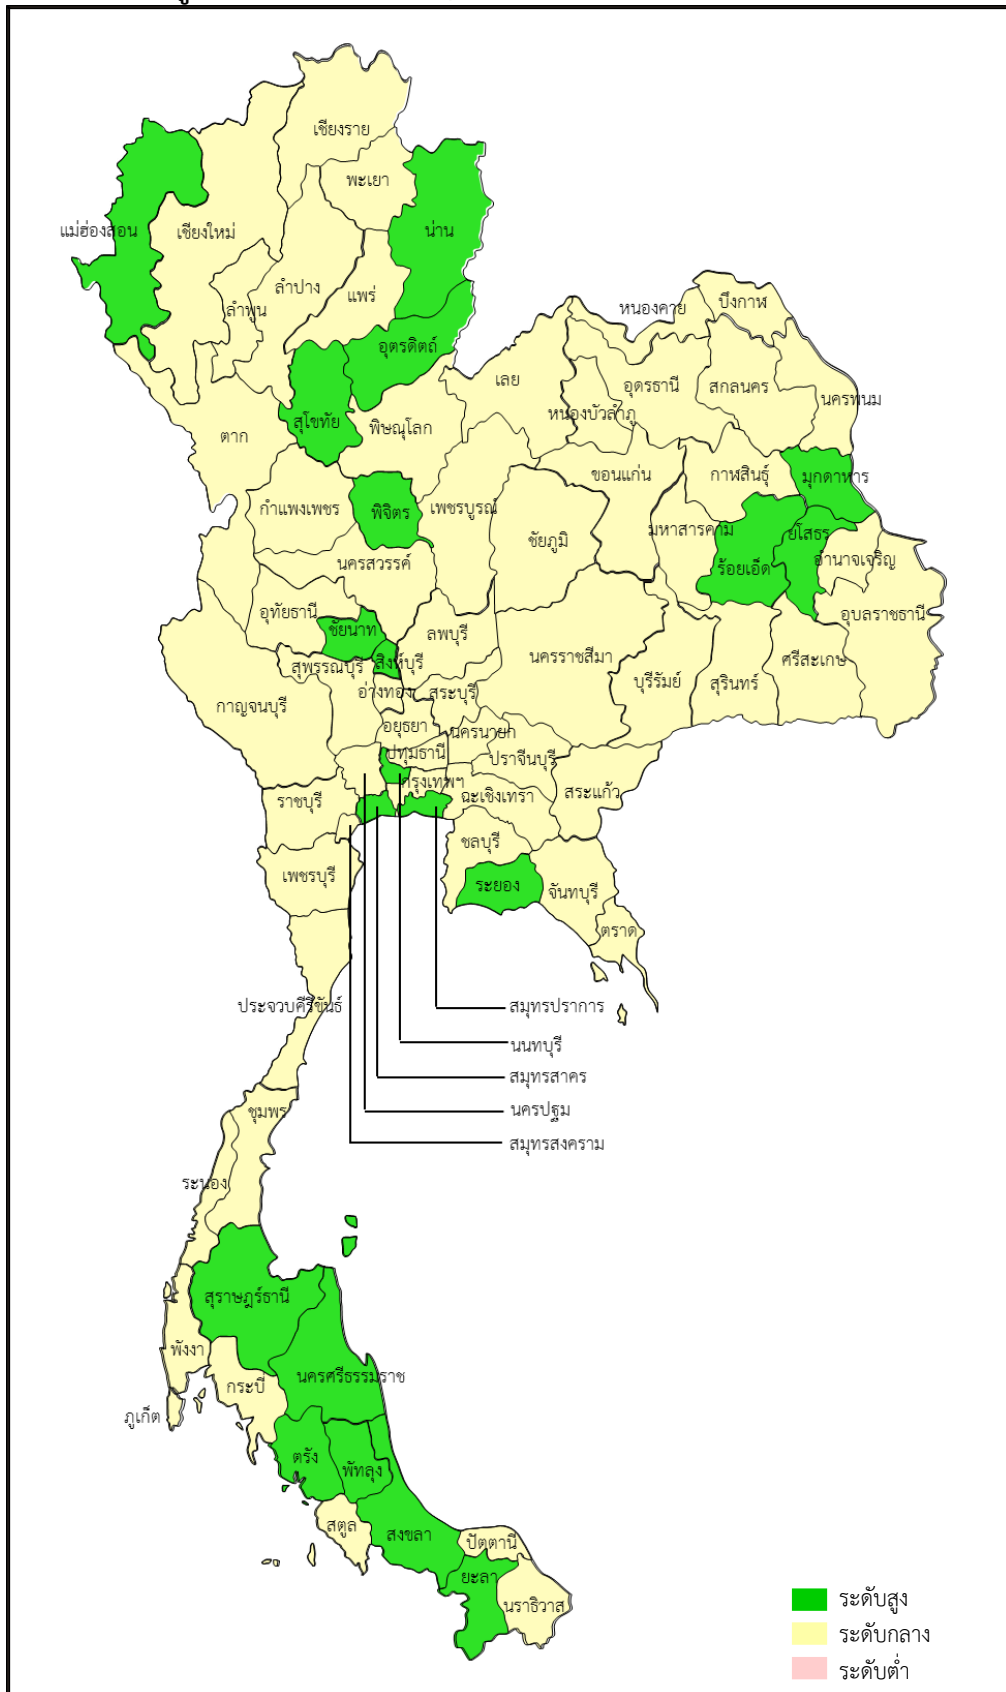 เชียงราย
พะเยา
แม่ฮ่องสอน
เชียงใหม่
น่าน
ลำปาง
แพร่
ลำพูน
อุตรดิตถ์
หนองคาย
บึงกาฬ
เลย
อุดรธานี
สกลนคร
นครพนม
สุโขทัย
พิษณุโลก
หนองบัวลำภู
ตาก
ขอนแก่น
กาฬสินธุ์
มุกดาหาร
กำแพงเพชร
พิจิตร
เพชรบูรณ์
ชัยภูมิ
มหาสารคาม
ยโสธร
นครสวรรค์
ร้อยเอ็ด
อำนาจเจริญ
อุทัยธานี
ชัยนาท
ลพบุรี
อุบลราชธานี
สุพรรณบุรี
สิงห์บุรี
นครราชสีมา
ศรีสะเกษ
บุรีรัมย์
สุรินทร์
กาญจนบุรี
อ่างทอง
สระบุรี
อยุธยา
นครนายก
ปทุมธานี
ปราจีนบุรี
กรุงเทพฯ
ราชบุรี
ฉะเชิงเทรา
สระแก้ว
ชลบุรี
เพชรบุรี
ระยอง
จันทบุรี
ตราด
ประจวบคีรีขันธ์
สมุทรปราการ
นนทบุรี
สมุทรสาคร
นครปฐม
สมุทรสงคราม
ชุมพร
ระนอง
สุราษฎร์ธานี
พังงา
นครศรีธรรมราช
กระบี่
ภูเก็ต
ตรัง
พัทลุง
สตูล
สงขลา
ปัตตานี
ยะลา
นราธิวาส
ระดับสูง
ระดับกลาง
ระดับต่ำ